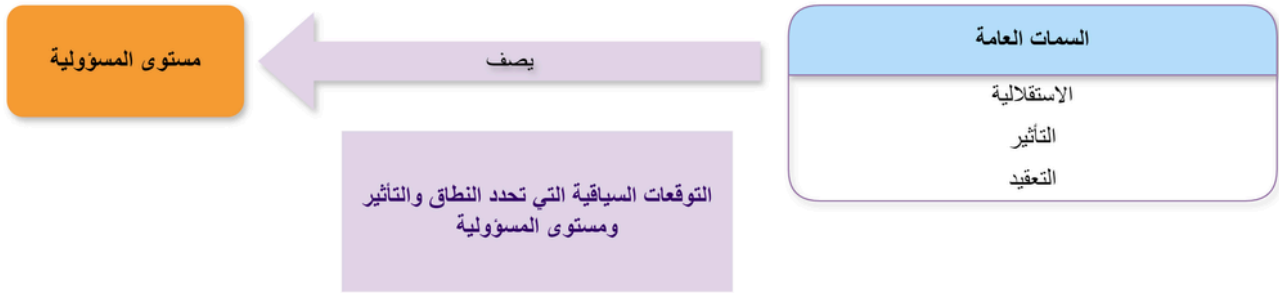 السمات العامة
الاستقلالية
التأثير
التعقيد
يصف
مستوى المسؤولية
التوقعات السياقية التي تحدد النطاق والتأثير
ومستوى المسؤولية